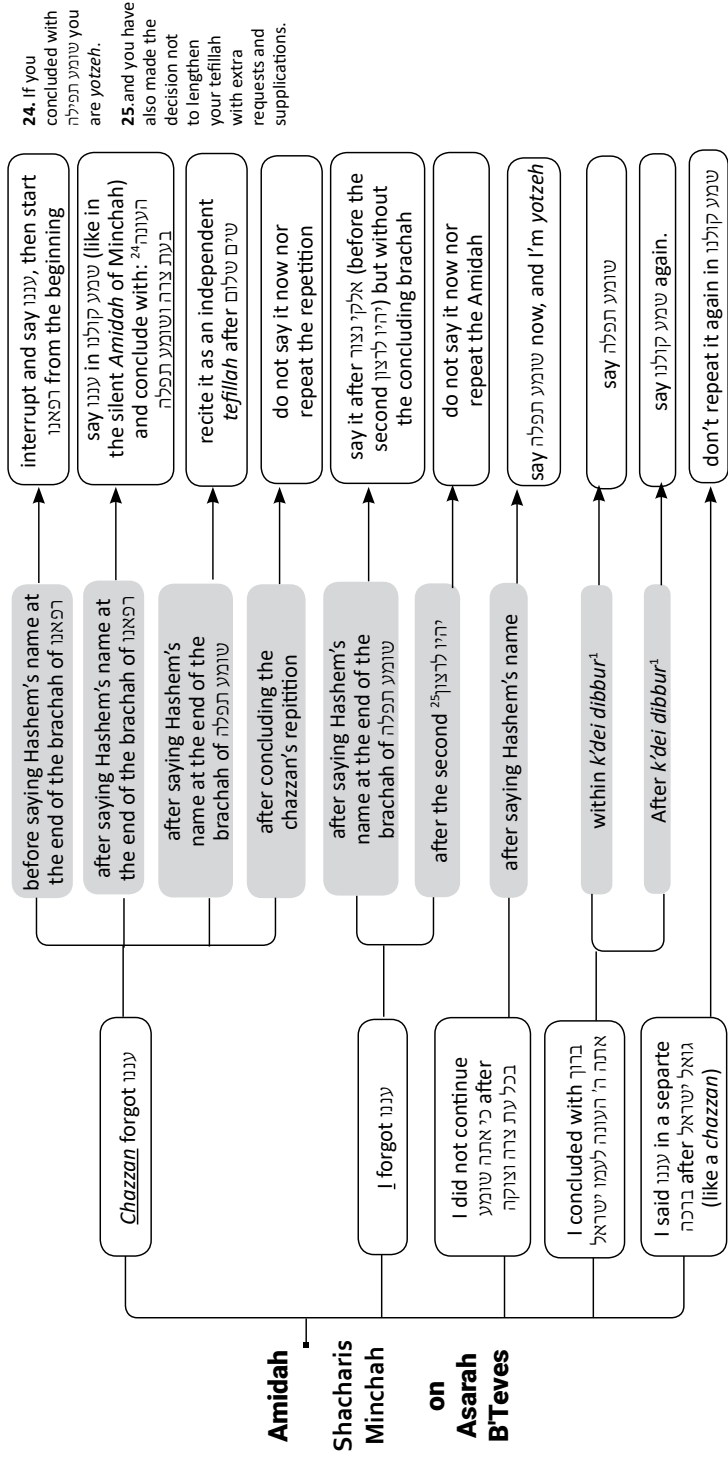 Amidah
Shacharis
Minchah
on
Asarah
B'Teves
Chazzan forgot עננו
before saying Hashem's name at
the end of the brachah of רפאנו
interrupt and say עננו, then start
רפאנו from the beginning
after saying Hashem's name at
the end of the brachah of רפאנו
say עננו in שמע קולנו (like in
the silent Amidah of Minchah)
and conclude with: 24העונה
בעת צרה ושומע תפלה
after saying Hashem's
name at the end of the
brachah of שומע תפלה
recite it as an independent
tefillah after שים שלום
after concluding the
chazzan's repitition
do not say it now nor
repeat the repetition
I forgot עננו
after saying Hashem's
name at the end of the
brachah of שומע תפלה
say it after אלקי נצור (before the
second יהיו לרצון) but without
the concluding brachah
after the second 25יהיו לרצון
do not say it now nor
repeat the Amidah
I did not continue
כי אתה שומע after
בכל עת צרה וצוקה
after saying Hashem's name
say שומע תפלה now, and I'm yotzeh
I concluded with ברוך
אתה ה' העונה לעמו ישראל
within k'dei dibbur1
say שומע תפלה
After k'dei dibbur1
say שמע קולנו again.
I said עננו in a separte
ברכה after גואל ישראל
(like a chazzan)
don't repeat it again in שמע קולנו
24. If you
concluded with
שומע תפילה you
are yotzeh.
25.and you have
also made the
decision not
to lengthen
your tefillah
with extra
requests and
supplications.